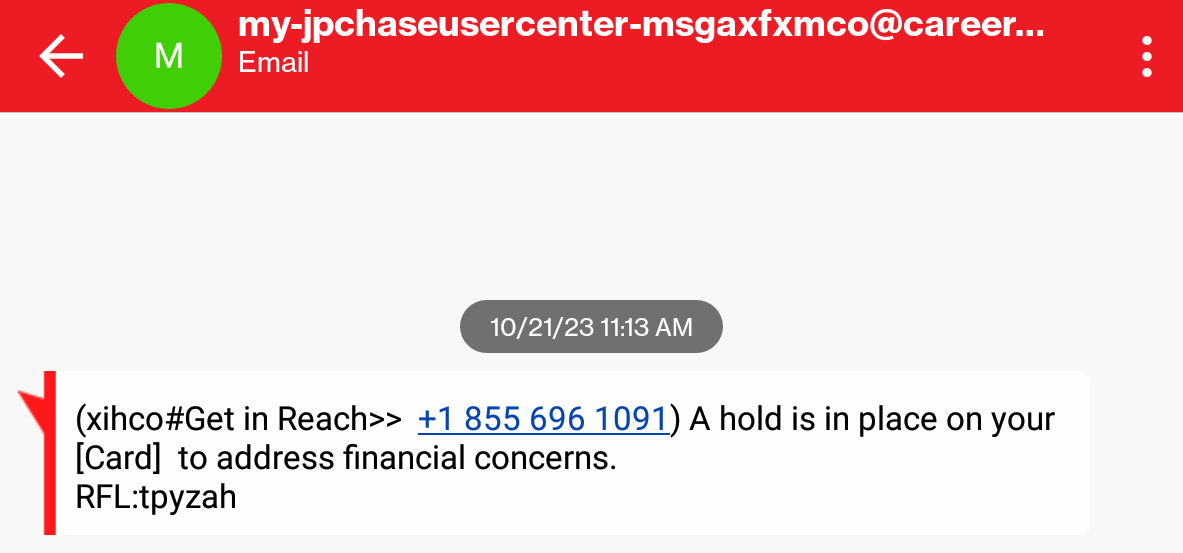 my-jpchaseusercenter-msgaxfxmco@career...
M
Email
10/21/23 11:13 AM
(xihco#Get in Reach>>  +1 855 696 1091) A hold is in place on your
[Card]  to address financial concerns.
RFL:tpyzah